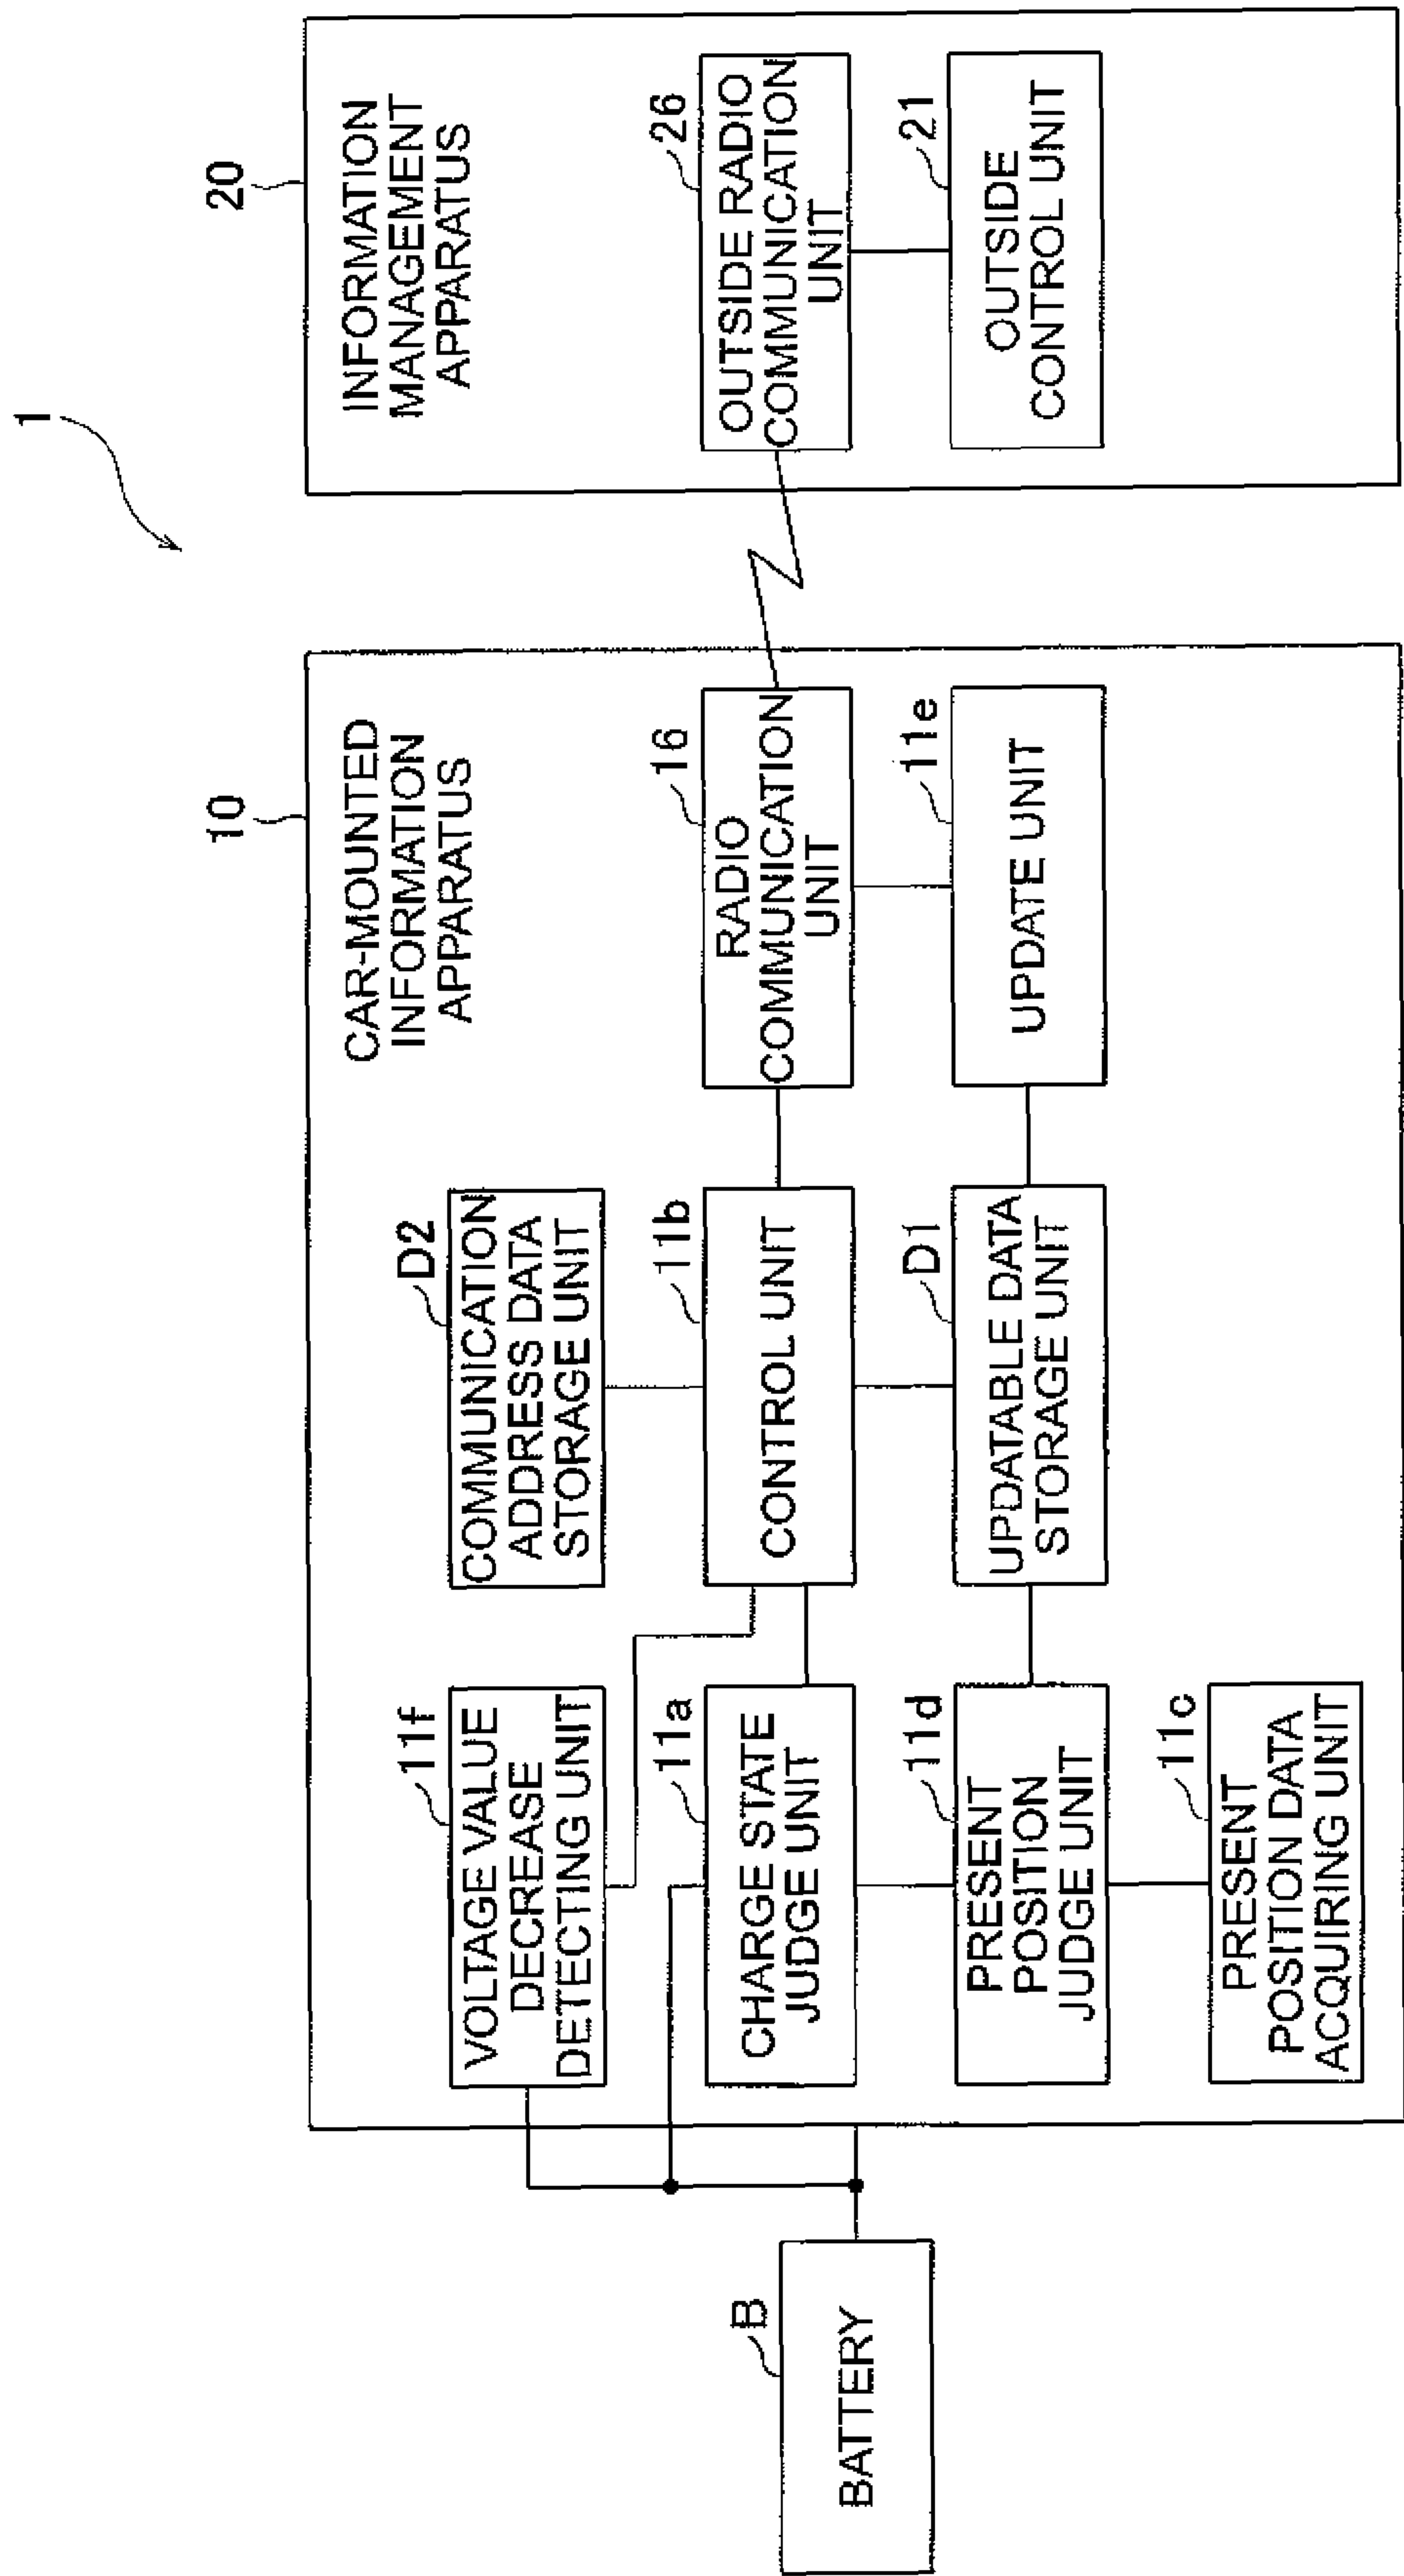 1
10
CAR-MOUNTED
INFORMATION
APPARATUS
20
INFORMATION
MANAGEMENT
APPARATUS
B
BATTERY
11f
VOLTAGE VALUE
DECREASE
DETECTING UNIT
D2
COMMUNICATION
ADDRESS DATA
STORAGE UNIT
11a
CHARGE STATE
JUDGE UNIT
11b
CONTROL UNIT
16
RADIO
COMMUNICATION
UNIT
26
OUTSIDE RADIO
COMMUNICATION
UNIT
11d
PRESENT
POSITION
JUDGE UNIT
D1
UPDATABLE DATA
STORAGE UNIT
11e
UPDATE UNIT
21
OUTSIDE
CONTROL UNIT
11c
PRESENT
POSITION DATA
ACQUIRING UNIT